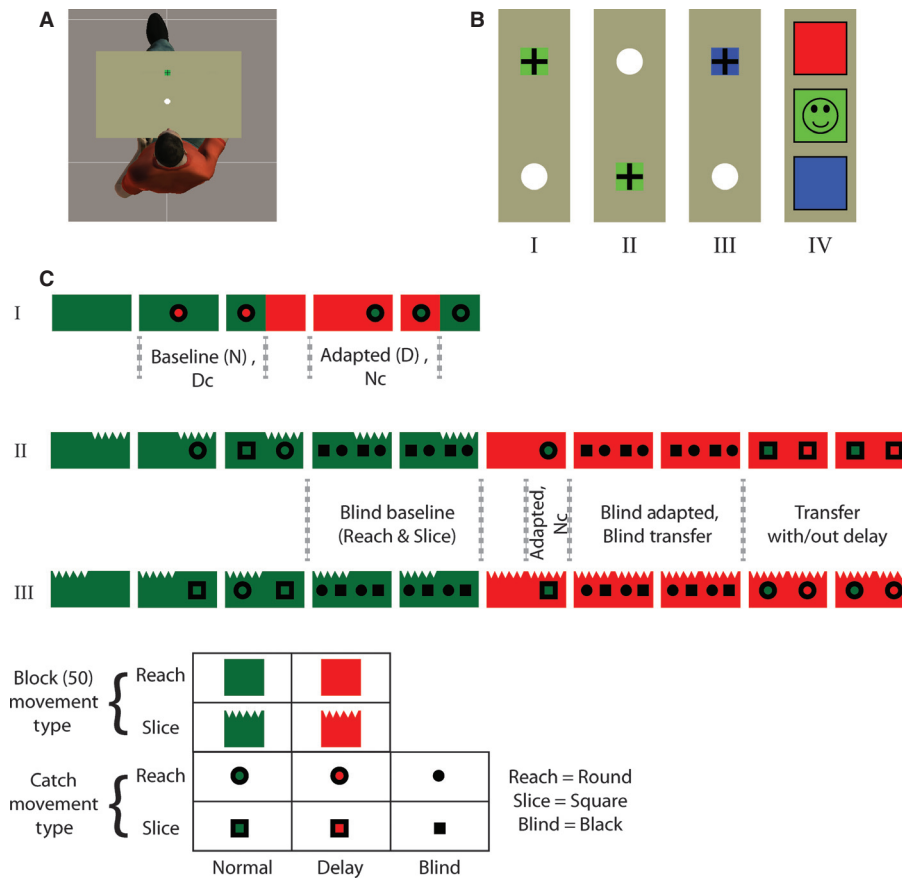 A
B
I
II
III
IV
C
I
Baseline (N) ,
Dc
Adapted (D) ,
Nc
II
Blind baseline
(Reach & Slice)
Adapted,
Nc
Blind adapted,
Blind transfer
Transfer
with/out delay
III
Block (50)
movement
type
Reach
Slice
Catch
movement
type
Reach
Slice
Normal
Delay
Blind
Reach = Round
Slice = Square
Blind = Black